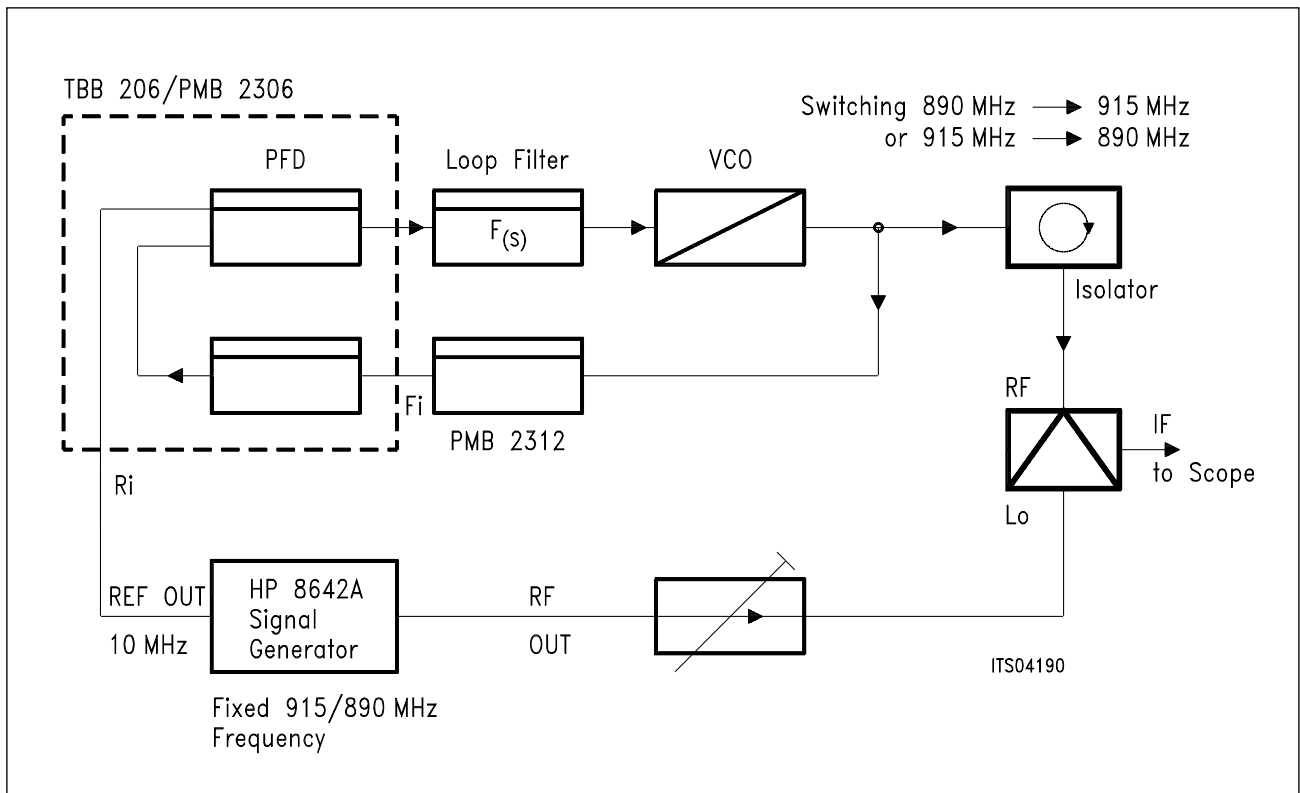 TBB 206/PMB 2306
Switching 890 MHz → 915 MHz
or 915 MHz → 890 MHz
PFD
Loop Filter
VCO
F(s)
Isolator
Fi
PMB 2312
RF
IF
to Scope
Lo
Ri
REF OUT
10 MHz
HP 8642A
Signal
Generator
RF
OUT
ITS04190
Fixed 915/890 MHz
Frequency